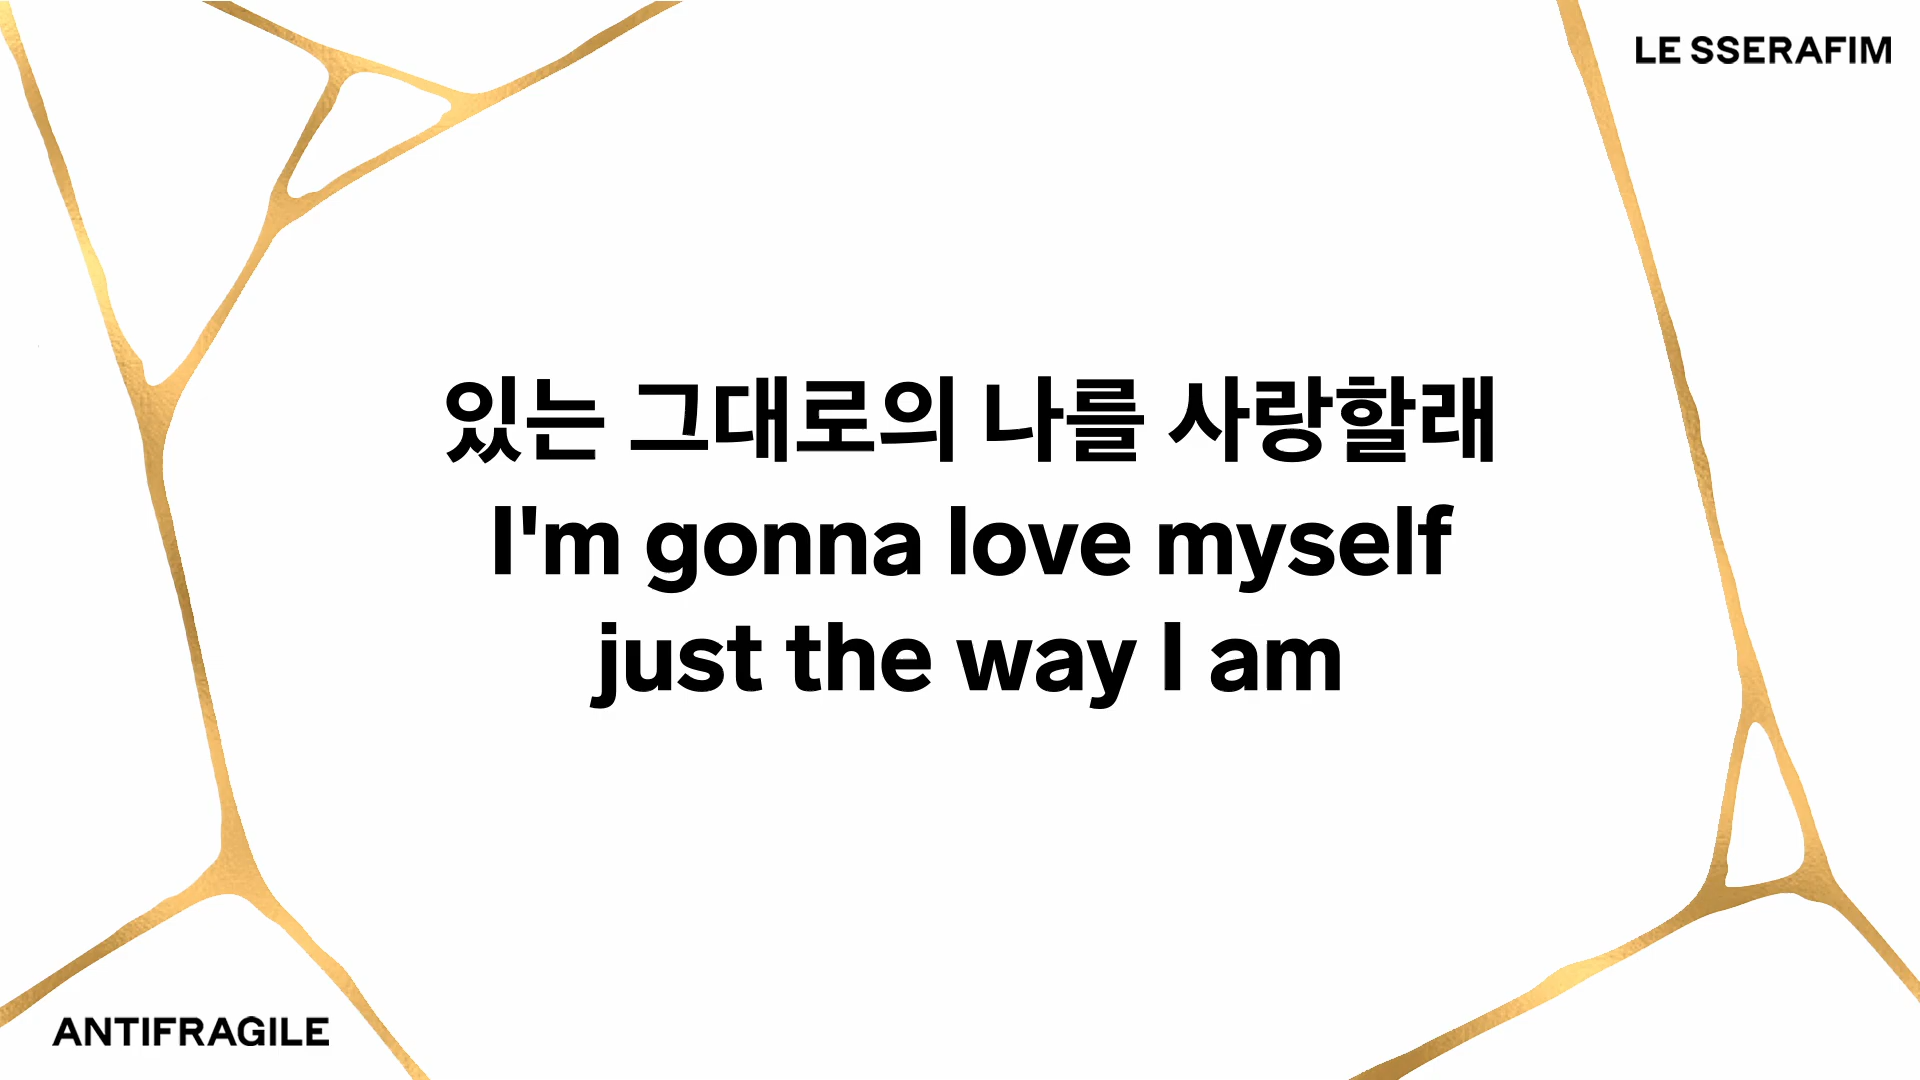 LE SSERAFIM
있는 그대로의 나를 사랑할래
I'm gonna love myself
just the way I am
ANTIFRAGILE